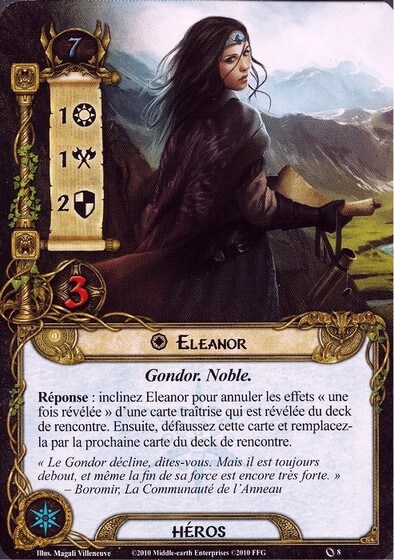 7
1
1
2
3
Eleanor
Gondor. Noble.
Réponse : inclinez Eleanor pour annuler les effets « une
fois révélée » d'une carte traîtrise qui est révélée du deck
de rencontre. Ensuite, défaussez cette carte et remplacez-
la par la prochaine carte du deck de rencontre.
« Le Gondor décline, dites-vous. Mais il est toujours
debout, et même la fin de sa force est encore très forte. »
– Boromir, La Communauté de l'Anneau
HÉROS
Illus. Magali Villeneuve
©2010 Middle-earth Enterprises ©2010 FFG
8